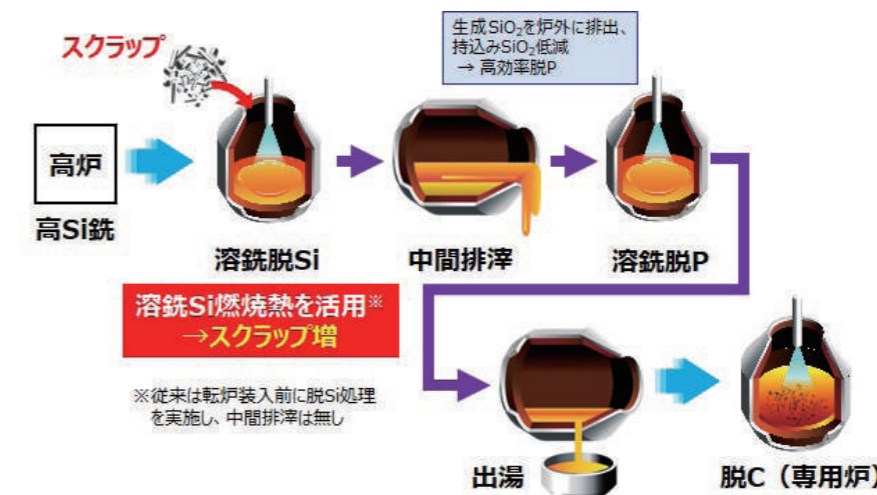 スクラップ
生成SiO₂を炉外に排出、
持込みSiO₂低減
→ 高効率脱P
高炉
高Si銑
溶銑脱Si
中間排滓
溶銑脱P
溶銑Si燃焼熱を活用※
→スクラップ増
※従来は転炉装入前に脱Si処理
を実施し、中間排滓は無し
出湯
脱C（専用炉）